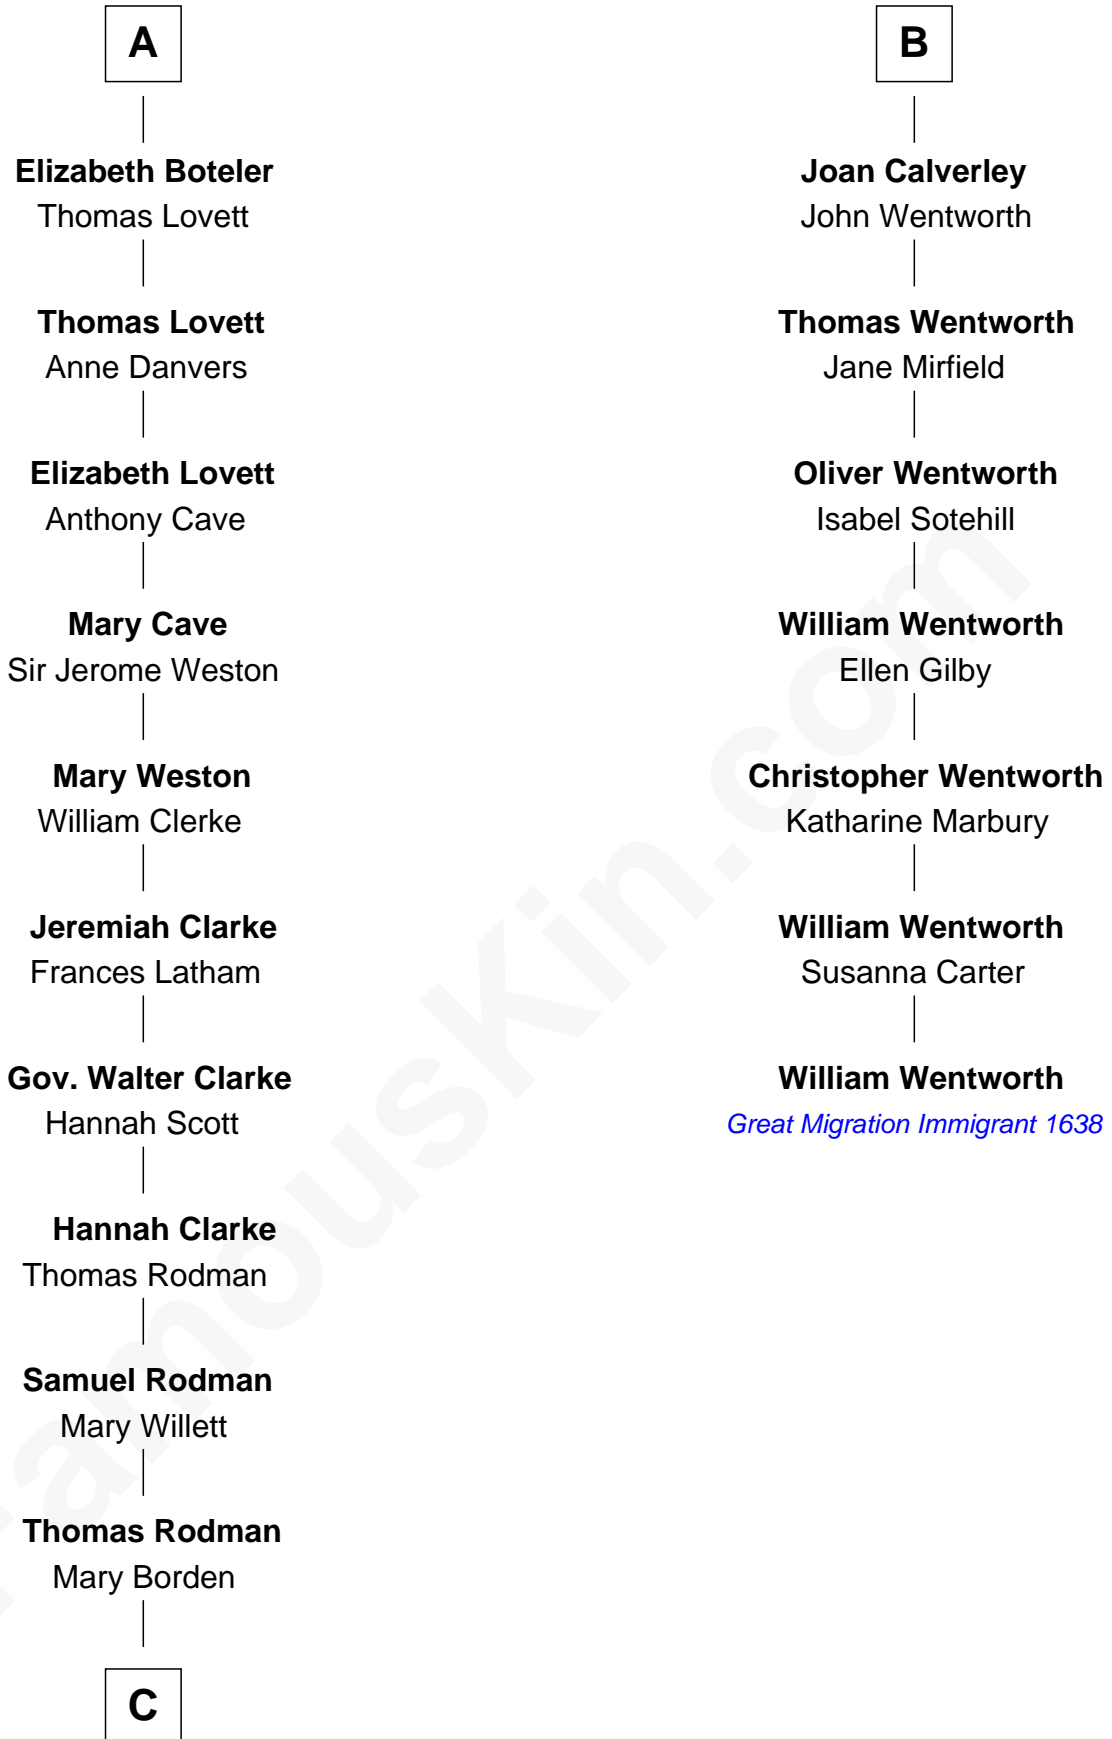 A
Elizabeth Boteler
Thomas Lovett
Thomas Lovett
Anne Danvers
Elizabeth Lovett
Anthony Cave
Mary Cave
Sir Jerome Weston
Mary Weston
William Clerke
Jeremiah Clarke
Frances Latham
Gov. Walter Clarke
Hannah Scott
Hannah Clarke
Thomas Rodman
Samuel Rodman
Mary Willett
Thomas Rodman
Mary Borden
C
B
Joan Calverley
John Wentworth
Thomas Wentworth
Jane Mirfield
Oliver Wentworth
Isabel Sotehill
William Wentworth
Ellen Gilby
Christopher Wentworth
Katharine Marbury
William Wentworth
Susanna Carter
William Wentworth
Great Migration Immigrant 1638
FamousKin.com